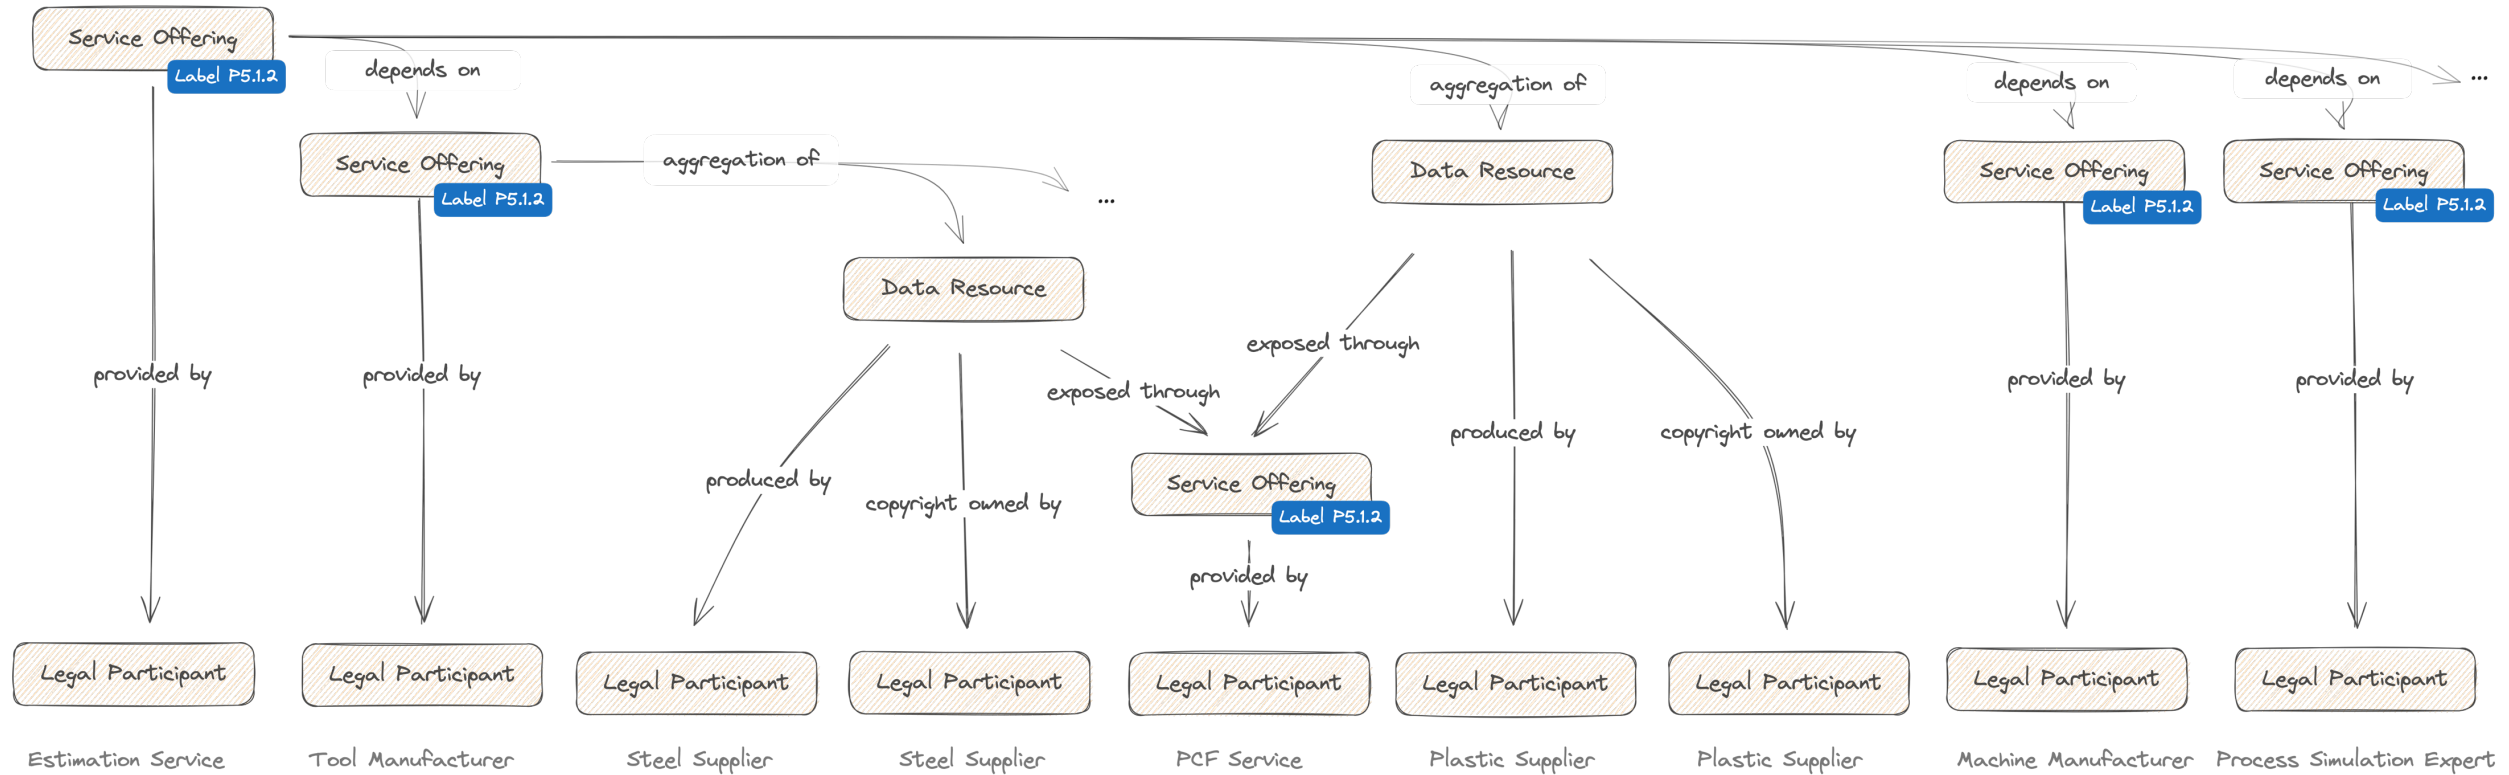 Service Offering
Label P5.1.2
depends on
aggregation of
depends on
depends on
...
Service Offering
Label P5.1.2
aggregation of
...
Data Resource
Service Offering
Label P5.1.2
Service Offering
Label P5.1.2
Data Resource
provided by
provided by
exposed through
exposed through
provided by
provided by
produced by
copyright owned by
produced by
copyright owned by
Service Offering
Label P5.1.2
provided by
Legal Participant
Legal Participant
Legal Participant
Legal Participant
Legal Participant
Legal Participant
Legal Participant
Legal Participant
Legal Participant
Estimation Service
Tool Manufacturer
Steel Supplier
Steel Supplier
PCF Service
Plastic Supplier
Plastic Supplier
Machine Manufacturer
Process Simulation Expert